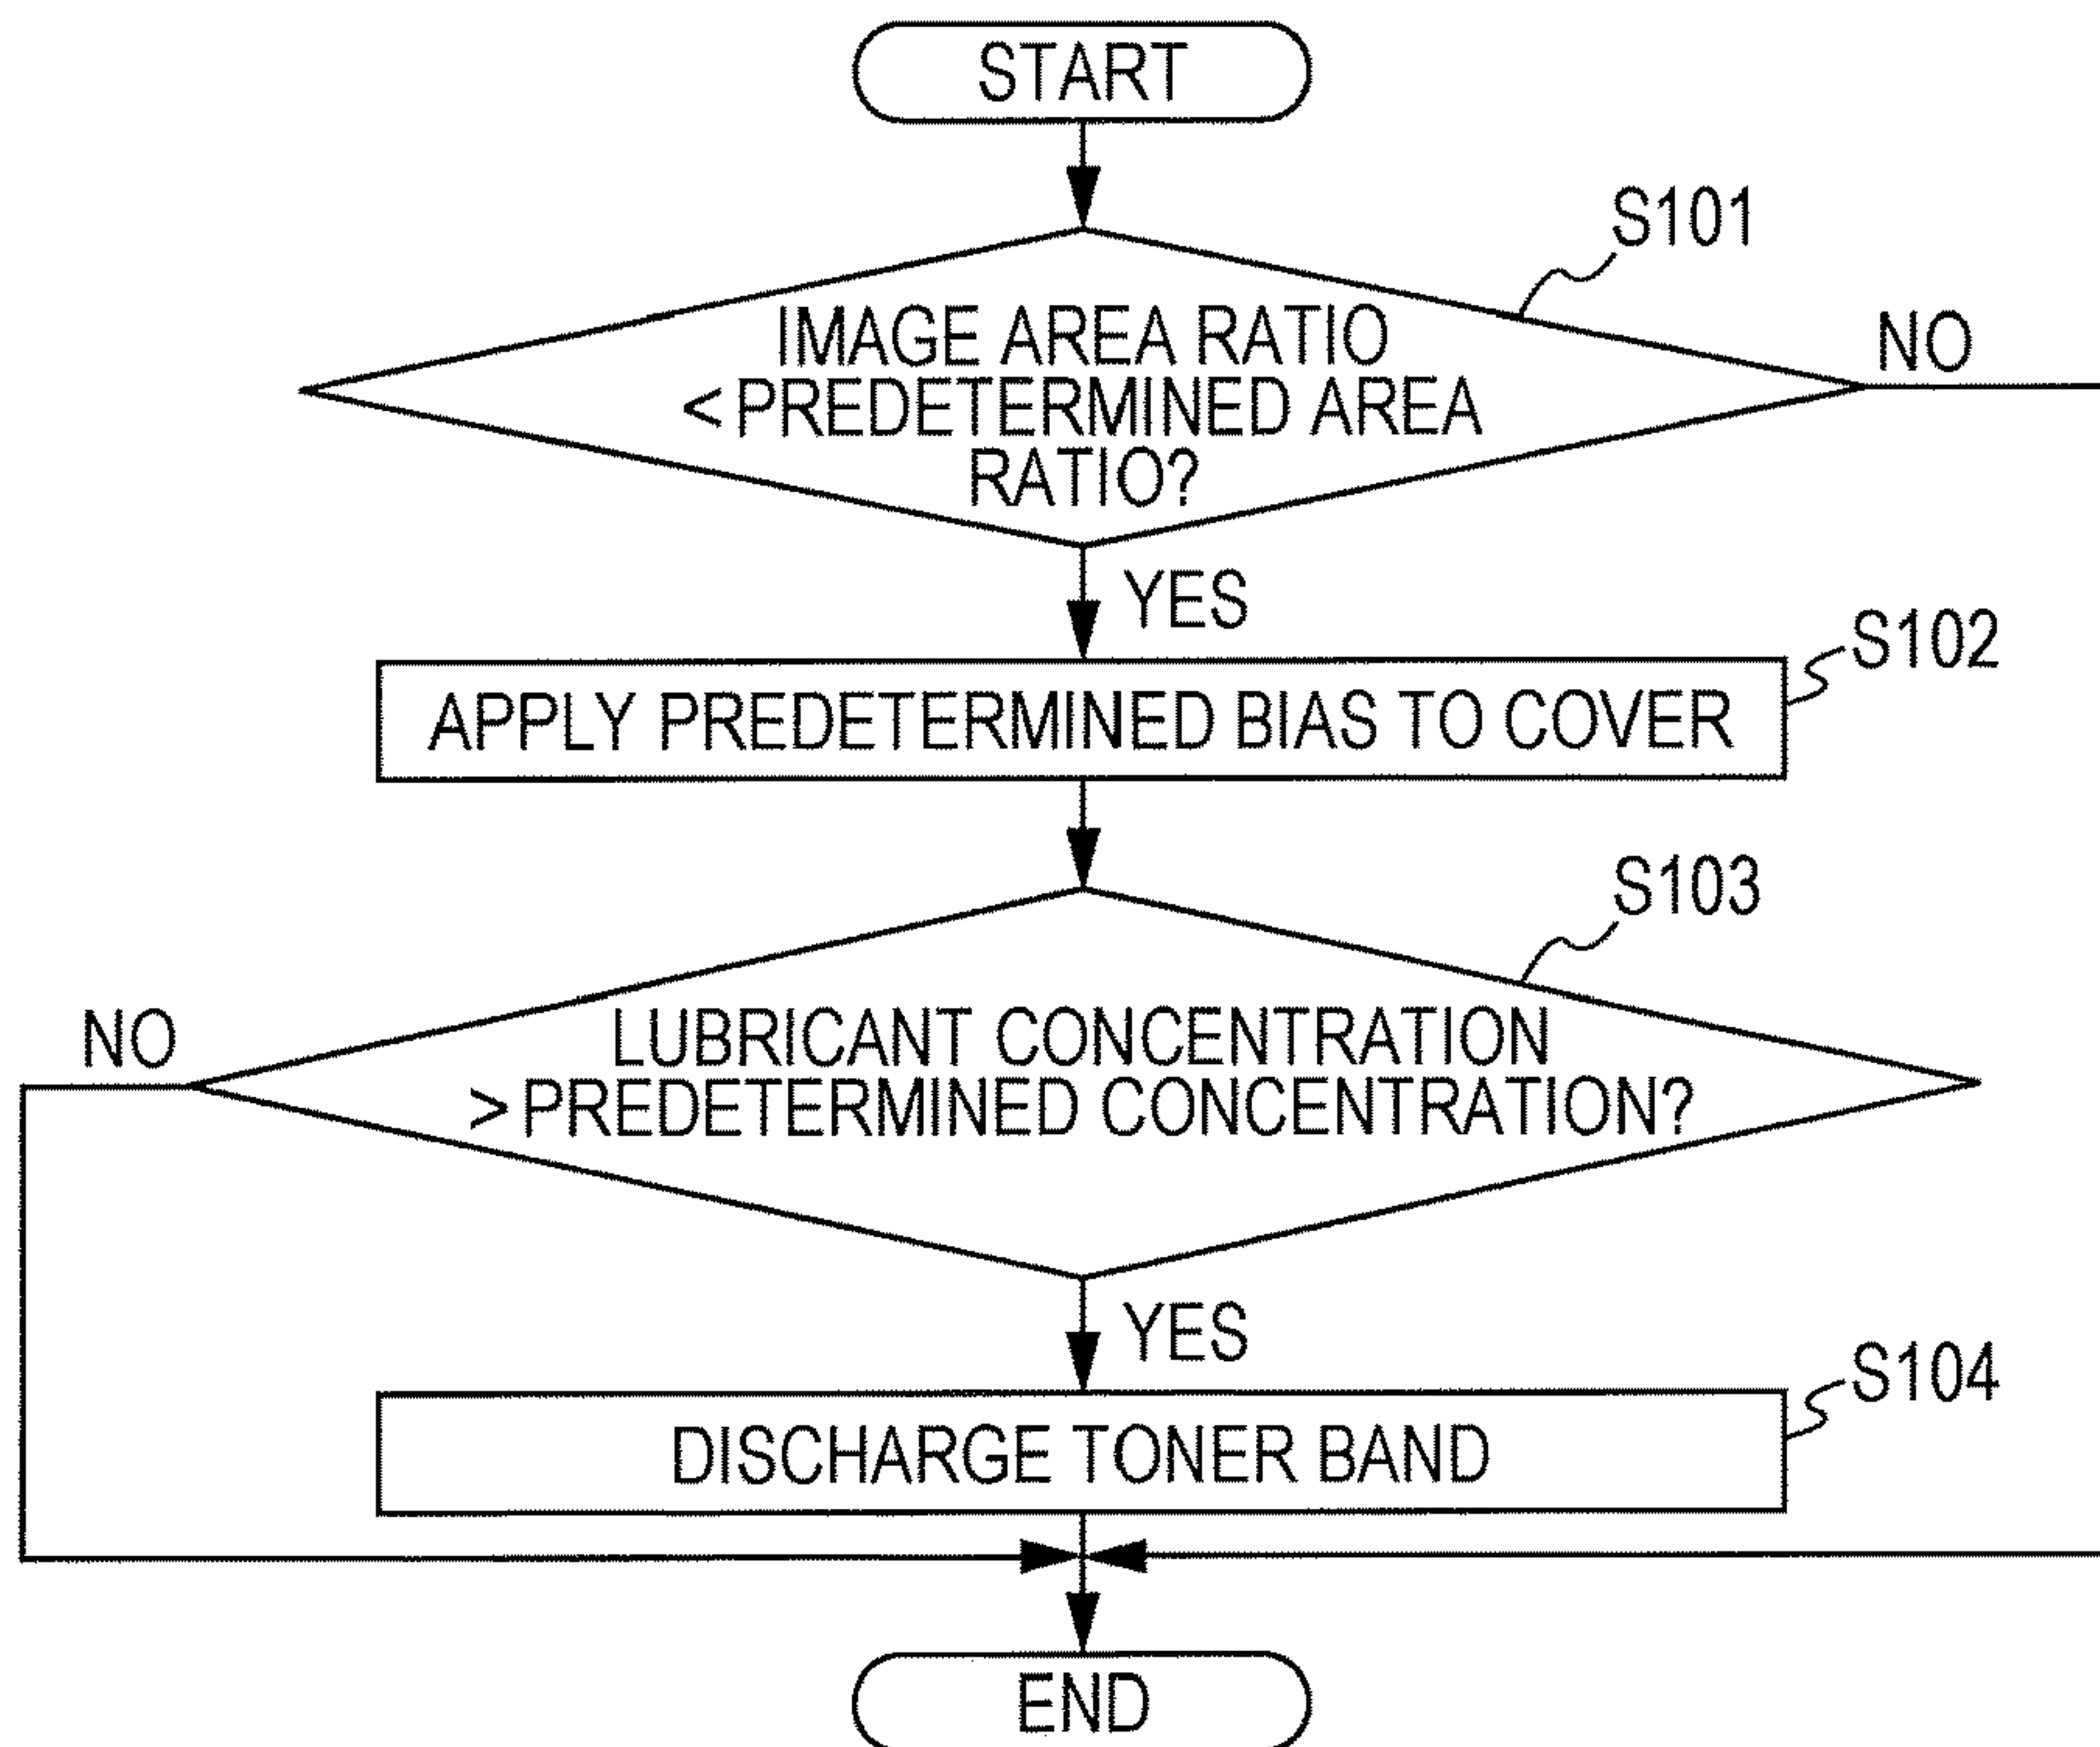 START
S101
IMAGE AREA RATIO
< PREDETERMINED AREA
RATIO?
NO
YES
S102
APPLY PREDETERMINED BIAS TO COVER
S103
NO
LUBRICANT CONCENTRATION
> PREDETERMINED CONCENTRATION?
YES
S104
DISCHARGE TONER BAND
END